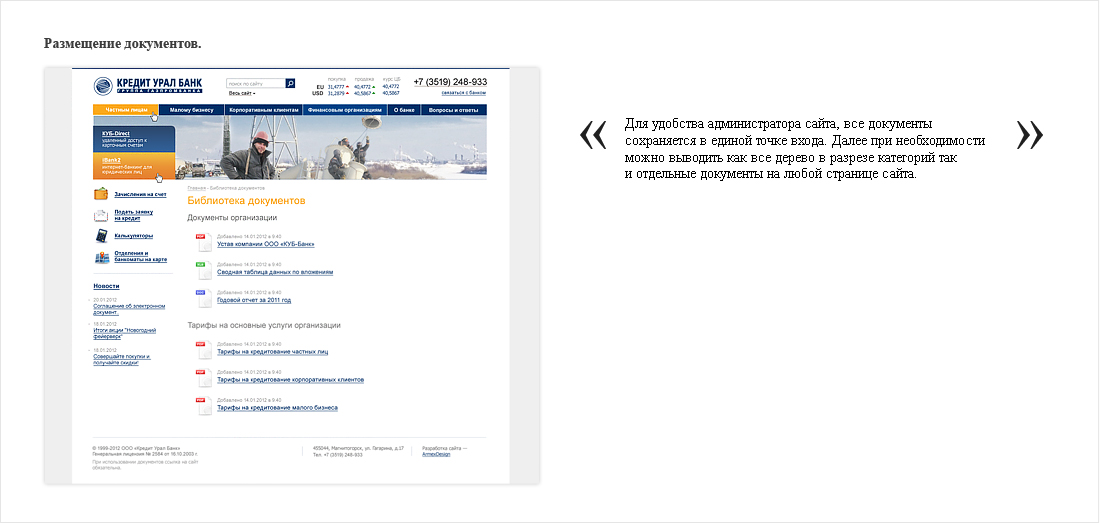 Размещение документов.
КРЕДИТ УРАЛ БАНК
ГРУППА ГАЗПРОМБАНКА
поиск по сайту
Весь сайт
покупка продажа курс ЦБ
EU 31,4777 40,4772 40,4772
USD 31,2879 40,5867 40,5867
+7 (3519) 248-933
связаться с банком
Частным лицам Малому бизнесу Корпоративным клиентам Финансовым организациям О банке Вопросы и ответы
КУБ-Direct
удаленный доступ к
карточным счетам
iBank2
интернет-банкинг для
юридических лиц
Зачисления на счет
Подать заявку
на кредит
Калькуляторы
Отделения и
банкоматы на карте
Новости
20.01.2012
Соглашение об электронном
документ.
19.01.2012
Итоги акции "Новогодний
фейерверк"
19.01.2012
Совершайте покупки и
получайте скидки
Главная - Библиотека документов
Библиотека документов
Документы организации
Добавлено 14.01.2012 в 9:40
Устав компании ООО «КУБ-Банк»
Добавлено 14.01.2012 в 9:40
Сводная таблица данных по вложениям
Добавлено 14.01.2012 в 9:40
Годовой отчет за 2011 год
Тарифы на основные услуги организации
Добавлено 14.01.2012 в 9:40
Тарифы на кредитование частных лиц
Добавлено 14.01.2012 в 9:40
Тарифы на кредитование корпоративных клиентов
Добавлено 14.01.2012 в 9:40
Тарифы на кредитование малого бизнеса
© 1999-2012 ООО «Кредит Урал Банк»
Генеральная лицензия № 2584 от 16.10.2003 г.
При использовании документов ссылка на сайт
обязательна.
455044, Магнитогорск, ул. Гагарина, д.17
Тел: +7 (3519) 248-933
Разработка сайта —
AnnexDesign
« Для удобства администратора сайта, все документы »
сохраняется в единой точке входа. Далее при необходимости
можно выводить как все дерево в разрезе категорий так
и отдельные документы на любой странице сайта.